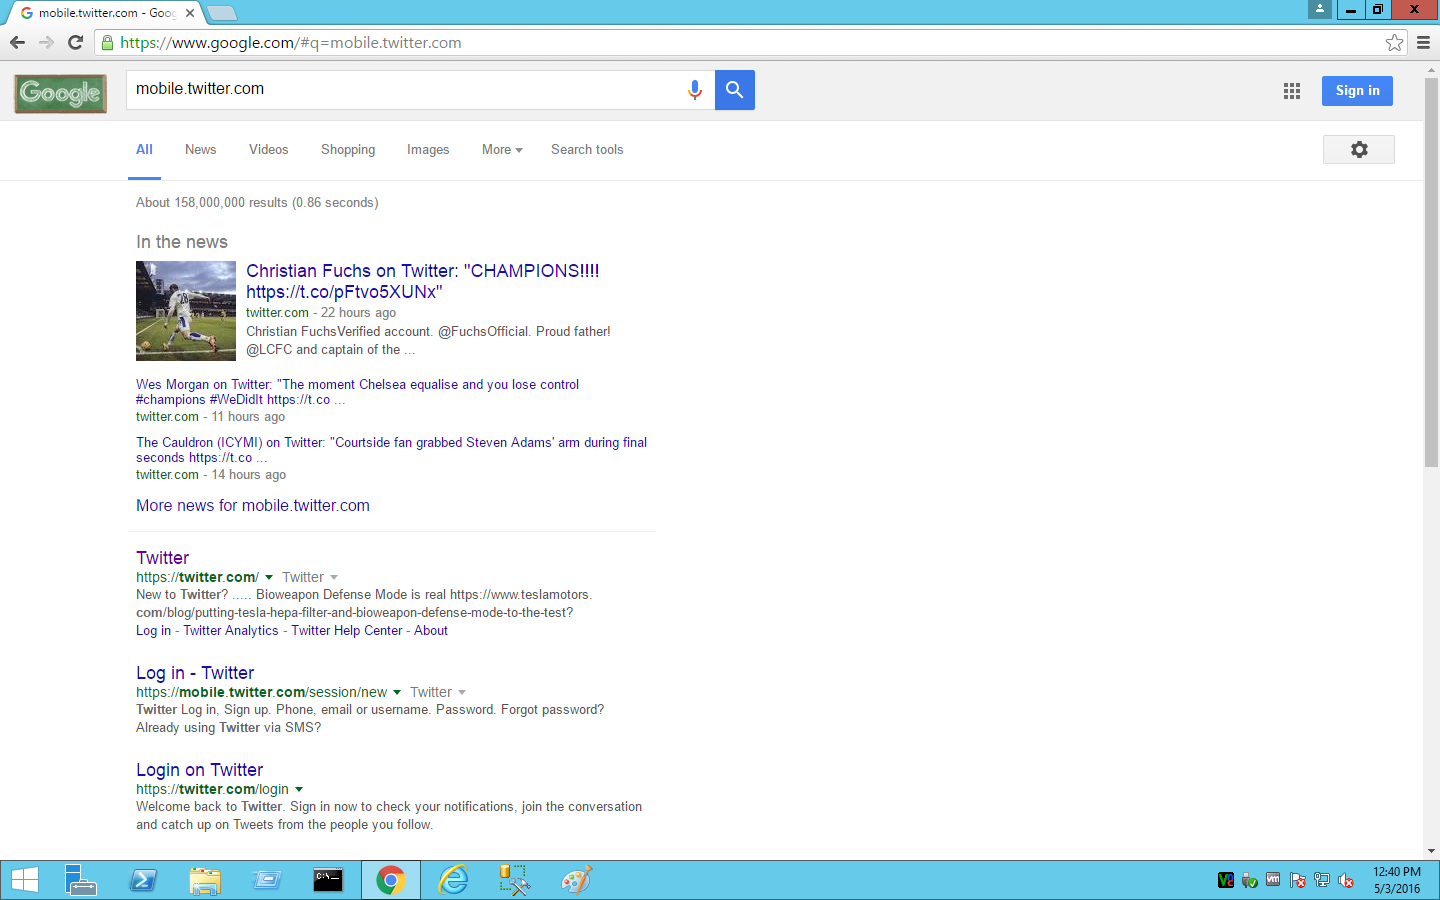 mobile.twitter.com - Goo
https://www.google.com/#q=mobile.twitter.com
Google
mobile.twitter.com
Sign in
All News Videos Shopping Images More Search tools
About 158,000,000 results (0.86 seconds)
In the news
Christian Fuchs on Twitter: "CHAMPIONS!!!!
https://t.co/pFtvo5XUNx"
twitter.com - 22 hours ago
Christian FuchsVerified account. @FuchsOfficial. Proud father!
@LCFC and captain of the ...
Wes Morgan on Twitter: "The moment Chelsea equalise and you lose control
#champions #WeDidIt https://t.co ...
twitter.com - 11 hours ago
The Cauldron (ICYMI) on Twitter: "Courtside fan grabbed Steven Adams' arm during final
seconds https://t.co ...
twitter.com - 14 hours ago
More news for mobile.twitter.com
Twitter
https://twitter.com/ Twitter
New to Twitter? ..... Bioweapon Defense Mode is real https://www.teslamotors.
com/blog/putting-tesla-hepa-filter-and-bioweapon-defense-mode-to-the-test?
Log in - Twitter Analytics - Twitter Help Center - About
Log in - Twitter
https://mobile.twitter.com/session/new Twitter
Twitter Log in, Sign up. Phone, email or username. Password. Forgot password?
Already using Twitter via SMS?
Login on Twitter
https://twitter.com/login
Welcome back to Twitter. Sign in now to check your notifications, join the conversation
and catch up on Tweets from the people you follow.
12:40 PM
5/3/2016